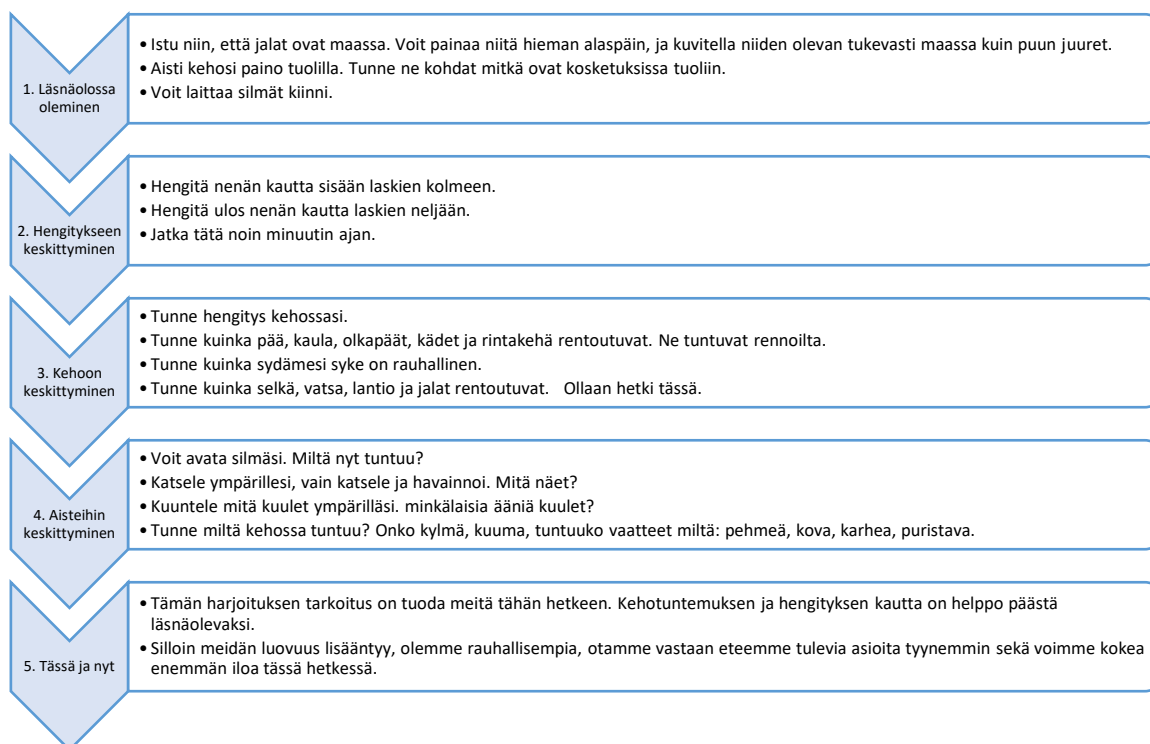 1. Läsnäolossa
oleminen
• Istu niin, että jalat ovat maassa. Voit painaa niitä hieman alaspäin, ja kuvitella niiden olevan tukevasti maassa kuin puun juuret.
• Aisti kehosi paino tuolilla. Tunne ne kohdat mitkä ovat kosketuksissa tuoliin.
• Voit laittaa silmät kiinni.
2. Hengitykseen
keskittyminen
• Hengitä nenän kautta sisään laskien kolmeen.
• Hengitä ulos nenän kautta laskien neljään.
• Jatka tätä noin minuutin ajan.
3. Kehoon
keskittyminen
• Tunne hengitys kehossasi.
• Tunne kuinka pää, kaula, olkapäät, kädet ja rintakehä rentoutuvat. Ne tuntuvat rennoilta.
• Tunne kuinka sydämesi syke on rauhallinen.
• Tunne kuinka selkä, vatsa, lantio ja jalat rentoutuvat. Ollaan hetki tässä.
4. Aisteihin
keskittyminen
• Voit avata silmäsi. Miltä nyt tuntuu?
• Katsele ympärillesi, vain katsele ja havainnoi. Mitä näet?
• Kuuntele mitä kuulet ympärilläsi. minkälaisia ääniä kuulet?
• Tunne miltä kehossa tuntuu? Onko kylmä, kuuma, tuntuuko vaatteet miltä: pehmeä, kova, karhea, puristava.
5. Tässä ja nyt
• Tämän harjoituksen tarkoitus on tuoda meitä tähän hetkeen. Kehotuntemuksen ja hengityksen kautta on helppo päästä
läsnäolevaksi.
• Silloin meidän luovuus lisääntyy, olemme rauhallisempia, otamme vastaan eteemme tulevia asioita tyynemmin sekä voimme kokea
enemmän iloa tässä hetkessä.